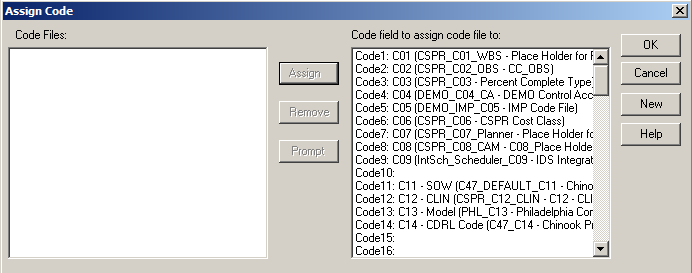 Assign Code
Code Files:
Code field to assign code file to:
Assign
Remove
Prompt
Code1: C01 (CSPR_C01_WBS - Place Holder for
Code2: C02 (CSPR_C02_OBS - CC_OBS)
Code3: C03 (CSPR_C03 - Percent Complete Type)
Code4: C04 (DEMO_C04_CA - DEMO Control Acc
Code5: C05 (DEMO_IMP_C05 - IMP Code File)
Code6: C06 (CSPR_C06 - CSPR Cost Class)
Code7: C07 (CSPR_C07_Planner - Place Holder fo
Code8: C08 (CSPR_C08_CAM - C08_Place Holde
Code9: C09 (IntSch_Scheduler_C09 - IDS Integrat
Code10:
Code11: C11 - SOW (C47_DEFAULT_C11 - Chino
Code12: C12 - CLIN (CSPR_C12_CLIN - C12 - CLI
Code13: C13 - Model (PHL_C13 - Philadelphia Con
Code14: C14 - CDRL Code (C47_C14 - Chinook Pr
Code15:
Code16:
OK
Cancel
New
Help